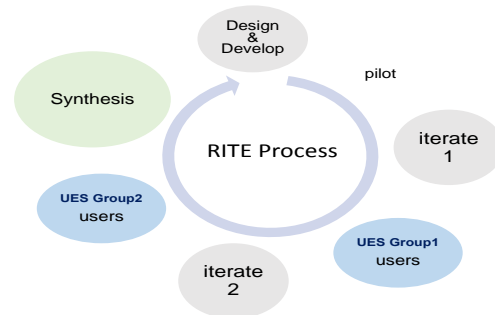 Design
&
Develop
pilot
Synthesis
RITE Process
iterate
1
UES Group2
users
UES Group1
users
iterate
2